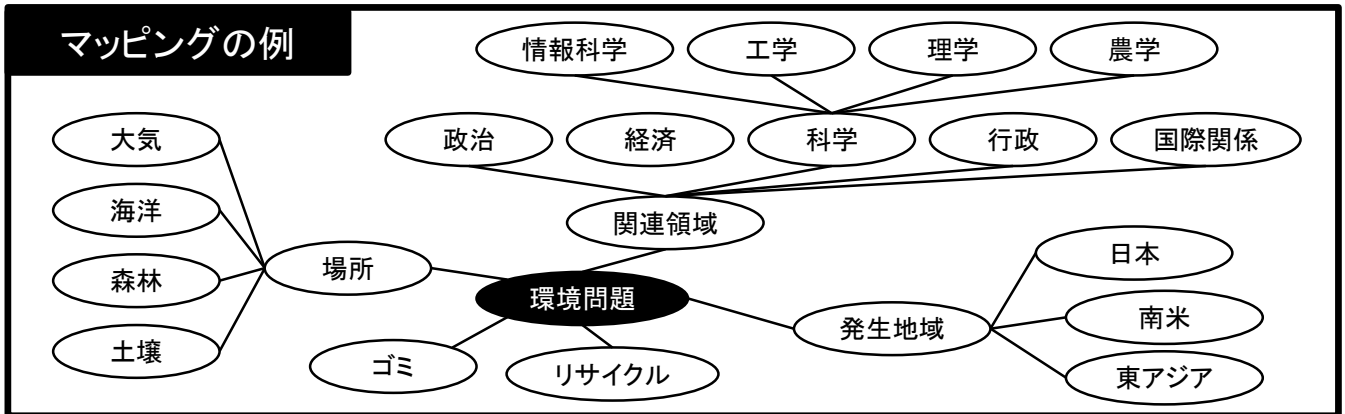 マッピングの例
情報科学 工学 理学 農学
大気 政治 経済 科学 行政 国際関係
海洋 関連領域
日本
場所
森林 環境問題
南米
発生地域
土壌 ゴミ リサイクル
東アジア